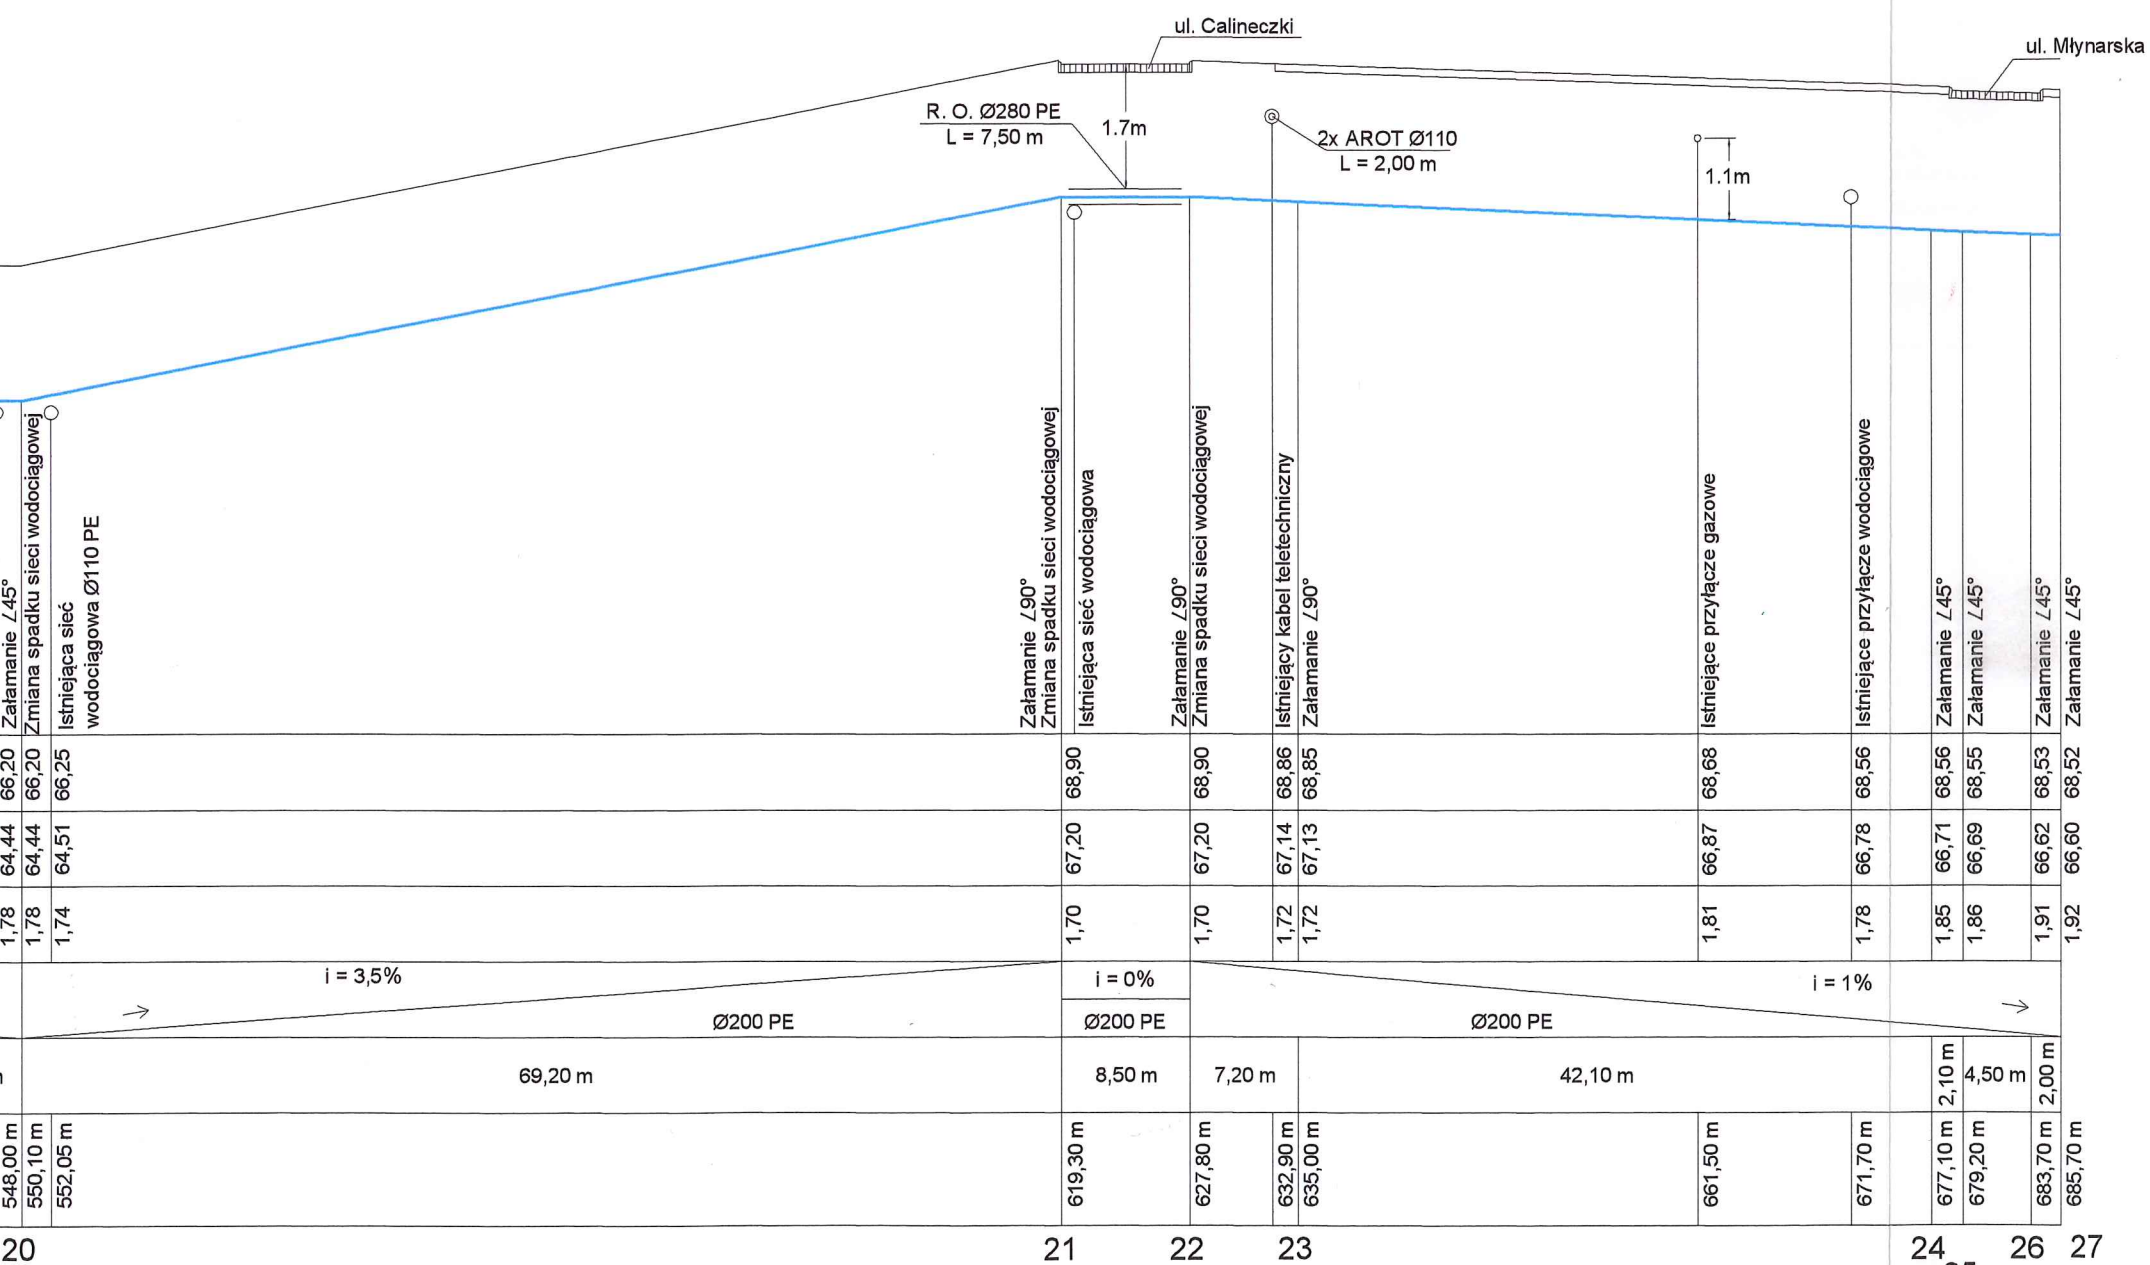 ul. Calineczki
ul. Młynarska
R. O. Ø280 PE
L = 7,50 m
1.7m
2x AROT Ø110
L = 2,00 m
1.1m
Załamanie ∠45°
Zmiana spadku sieci wodociągowej
Istniejąca sieć
wodociągowa Ø110 PE
Załamanie ∠90°
Zmiana spadku sieci wodociągowej
Istniejąca sieć wodociągowa
Załamanie ∠90°
Zmiana spadku sieci wodociągowej
Istniejący kabel teletechniczny
Załamanie ∠90°
Istniejące przyłącze gazowe
Istniejące przyłącze wodociągowe
Załamanie ∠45°
Załamanie ∠45°
Załamanie ∠45°
Załamanie ∠45°
66,20 66,20 66,25 68,90 68,90 68,86 68,85 68,68 68,56 68,56 68,55 68,53 68,52
64,44 64,44 64,51 67,20 67,20 67,14 67,13 66,87 66,78 66,71 66,69 66,62 66,60
1,78 1,78 1,74 1,70 1,70 1,72 1,72 1,81 1,78 1,85 1,86 1,91 1,92
i = 3,5% i = 0% i = 1%
Ø200 PE Ø200 PE Ø200 PE
69,20 m 8,50 m 7,20 m 42,10 m 2,10 m 4,50 m 2,00 m
548,00 m 550,10 m 552,05 m 619,30 m 627,80 m 632,90 m 635,00 m 661,50 m 671,70 m 677,10 m 679,20 m 683,70 m 685,70 m
20 21 22 23 24 26 27